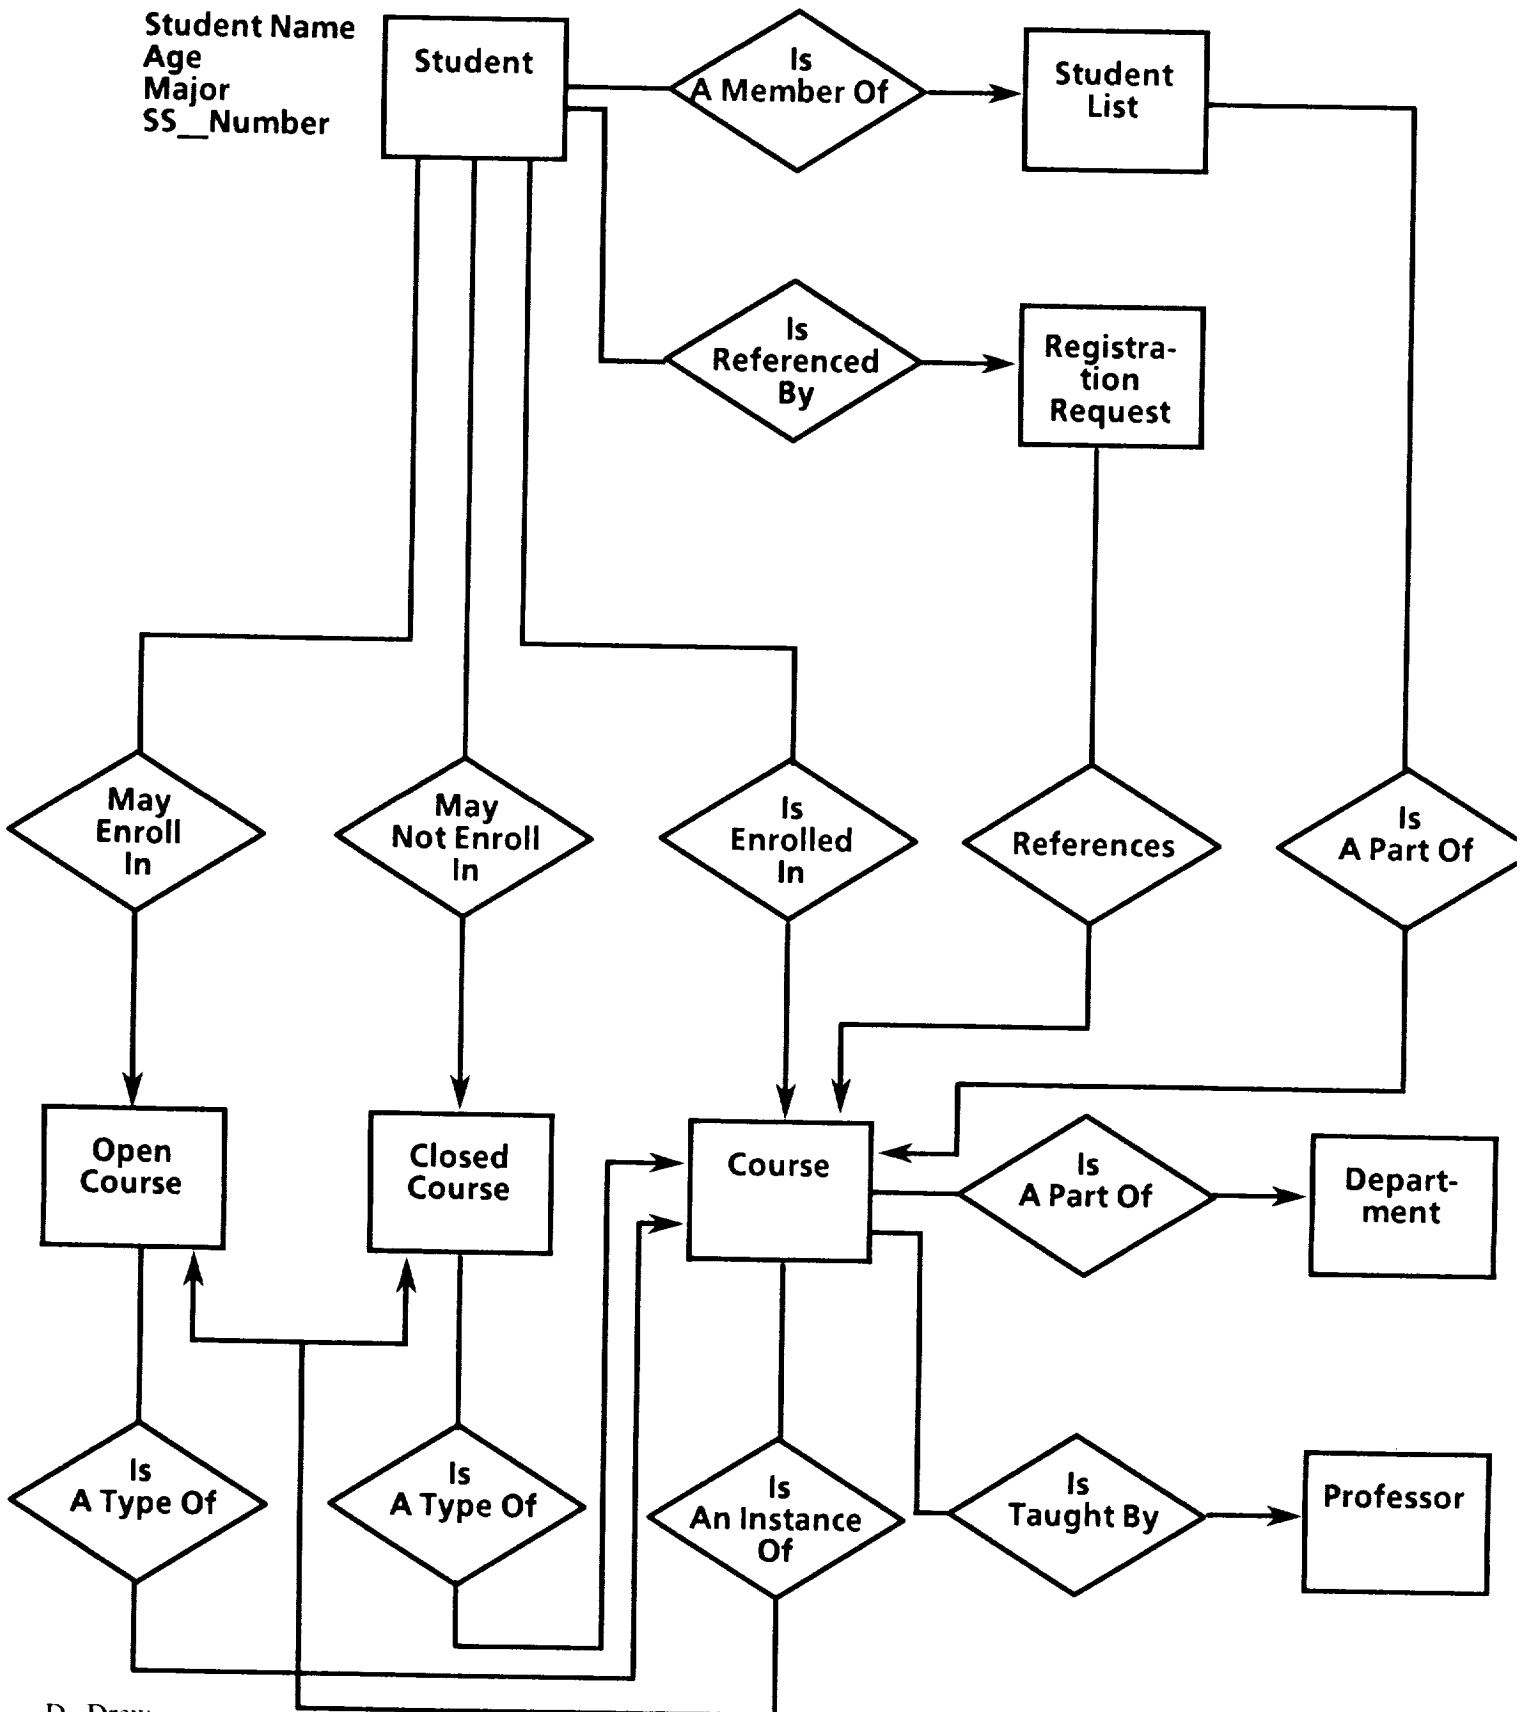 Student Name
Age
Major
SS__Number
Student
Is
A Member Of
Student
List
Is
Referenced
By
Registra-
tion
Request
May
Enroll
In
May
Not Enroll
In
Is
Enrolled
In
References
Is
A Part Of
Open
Course
Closed
Course
Course
Is
A Part Of
Depart-
ment
Is
A Type Of
Is
A Type Of
Is
An Instance
Of
Is
Taught By
Professor